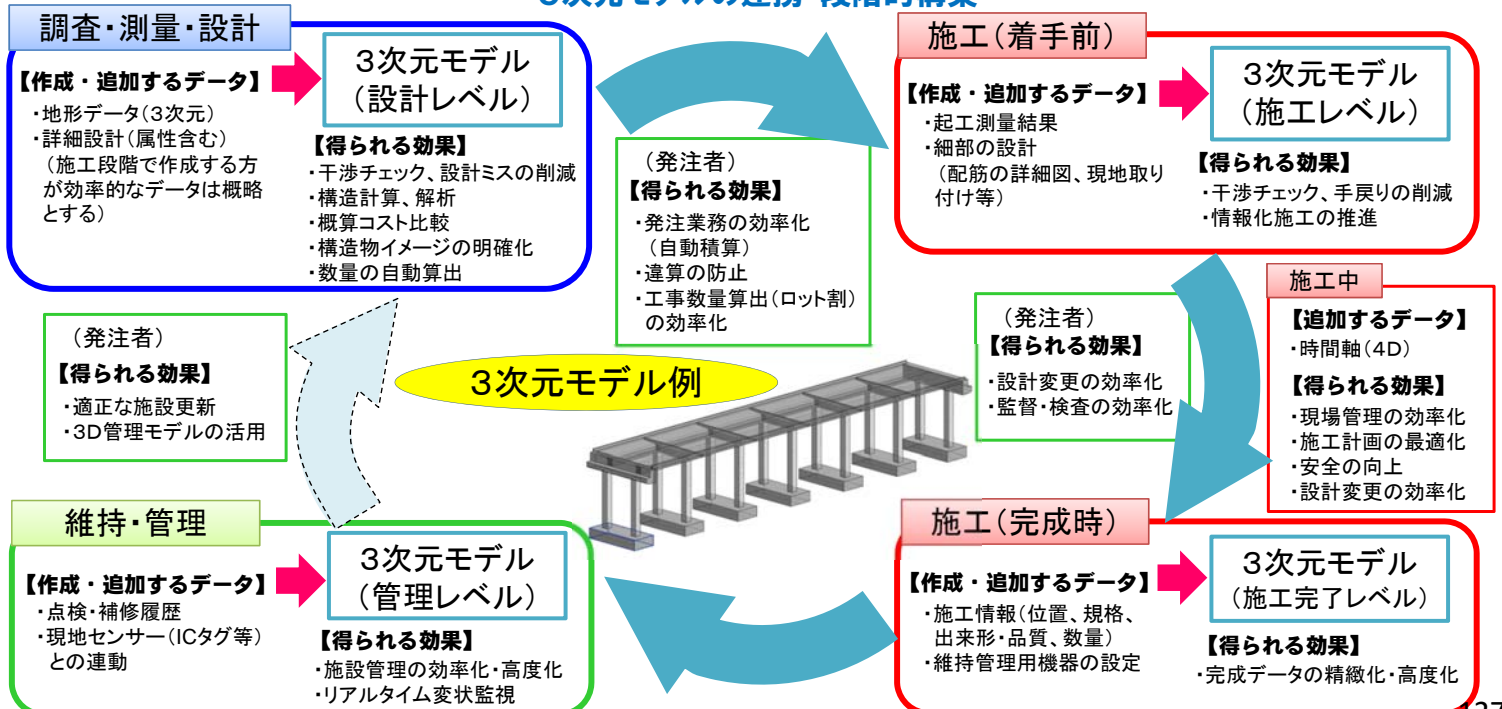 3次元モデルの連携・段階的構築
調査・測量・設計
【作成・追加するデータ】
・地形データ(3次元)
・詳細設計(属性含む)
(施工段階で作成する方
が効率的なデータは概略
とする)
3次元モデル
(設計レベル)
【得られる効果】
・干渉チェック、設計ミスの削減
・構造計算、解析
・概算コスト比較
・構造物イメージの明確化
・数量の自動算出
(発注者)
【得られる効果】
・発注業務の効率化
(自動積算)
・違算の防止
・工事数量算出(ロット割)
の効率化
施工(着手前)
【作成・追加するデータ】
・起工測量結果
・細部の設計
(配筋の詳細図、現地取り
付け等)
3次元モデル
(施工レベル)
【得られる効果】
・干渉チェック、手戻りの削減
・情報化施工の推進
(発注者)
【得られる効果】
・設計変更の効率化
・監督・検査の効率化
施工中
【追加するデータ】
・時間軸(4D)
【得られる効果】
・現場管理の効率化
・施工計画の最適化
・安全の向上
・設計変更の効率化
(発注者)
【得られる効果】
・適正な施設更新
・3D管理モデルの活用
3次元モデル例
維持・管理
【作成・追加するデータ】
・点検・補修履歴
・現地センサー(ICタグ等)
との連動
3次元モデル
(管理レベル)
【得られる効果】
・施設管理の効率化・高度化
・リアルタイム変状監視
施工(完成時)
【作成・追加するデータ】
・施工情報(位置、規格、
出来形・品質、数量)
・維持管理用機器の設定
3次元モデル
(施工完了レベル)
【得られる効果】
・完成データの精緻化・高度化